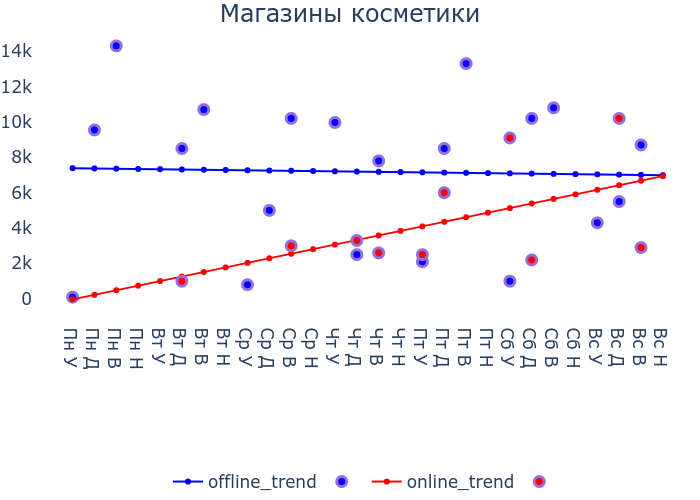 Магазины косметики
14k
12k
10k
8k
6k
4k
2k
0
Пн У
Пн Д
Пн В
Пн Н
Вт У
Вт Д
Вт В
Вт Н
Ср У
Ср Д
Ср В
Ср Н
Чт У
Чт Д
Чт В
Чт Н
Пт У
Пт Д
Пт В
Пт Н
Сб У
Сб Д
Сб В
Сб Н
Вс У
Вс Д
Вс В
Вс Н
offline_trend
online_trend